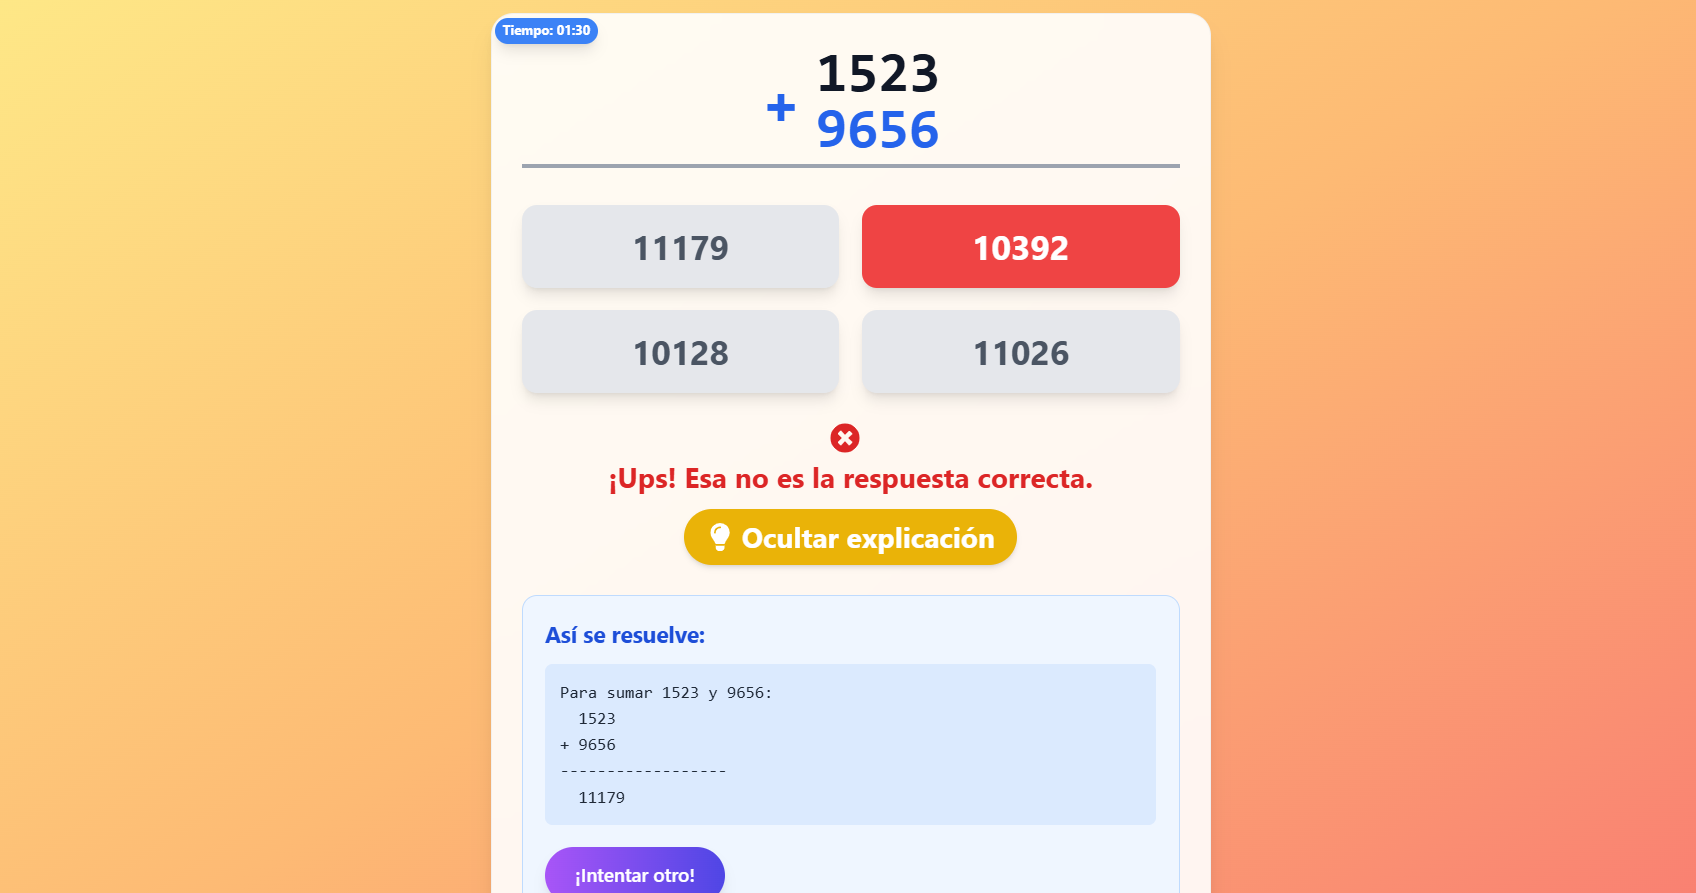 Tiempo: 01:30
1523
+ 9656
11179
10392
10128
11026
¡Ups! Esa no es la respuesta correcta.
Ocultar explicación
Así se resuelve:
Para sumar 1523 y 9656:
1523
+ 9656
------------------
11179
¡Intentar otro!